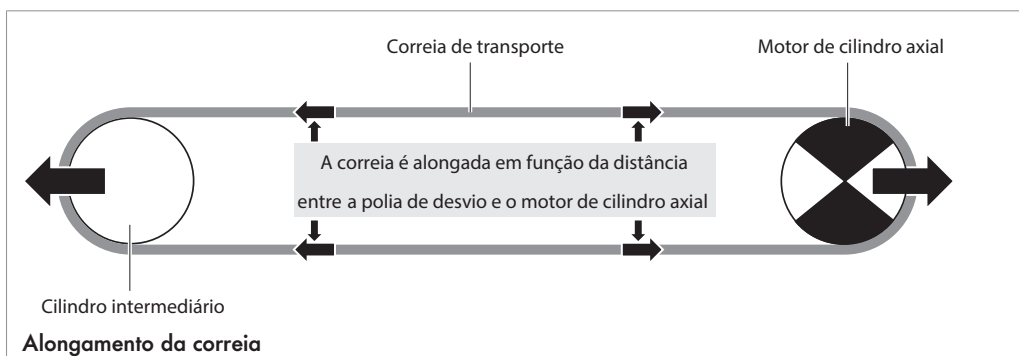 Correia de transporte
Motor de cilindro axial
A correia é alongada em função da distância
entre a polia de desvio e o motor de cilindro axial
Cilindro intermediário
Alongamento da correia